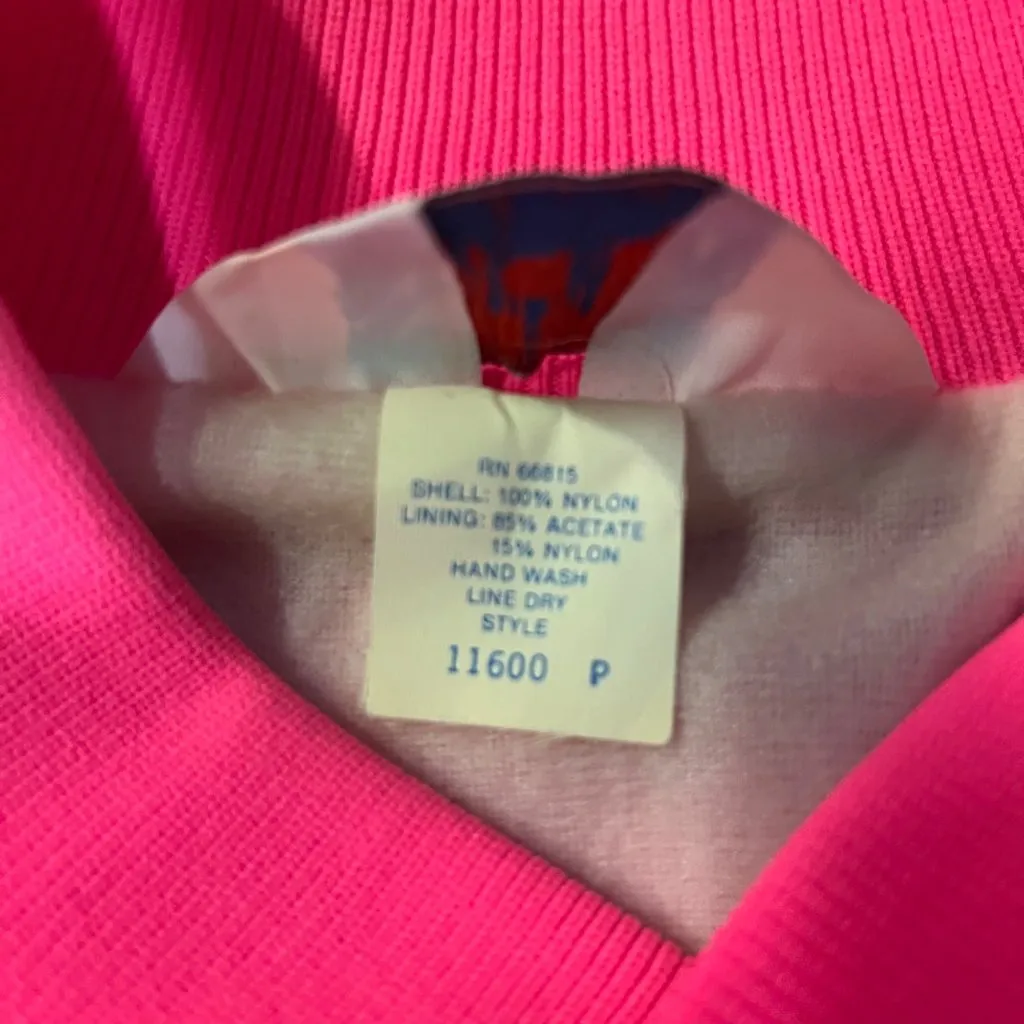 RN 66815
SHELL: 100% NYLON
LINING: 85% ACETATE
15% NYLON
HAND WASH
LINE DRY
STYLE
11600 P